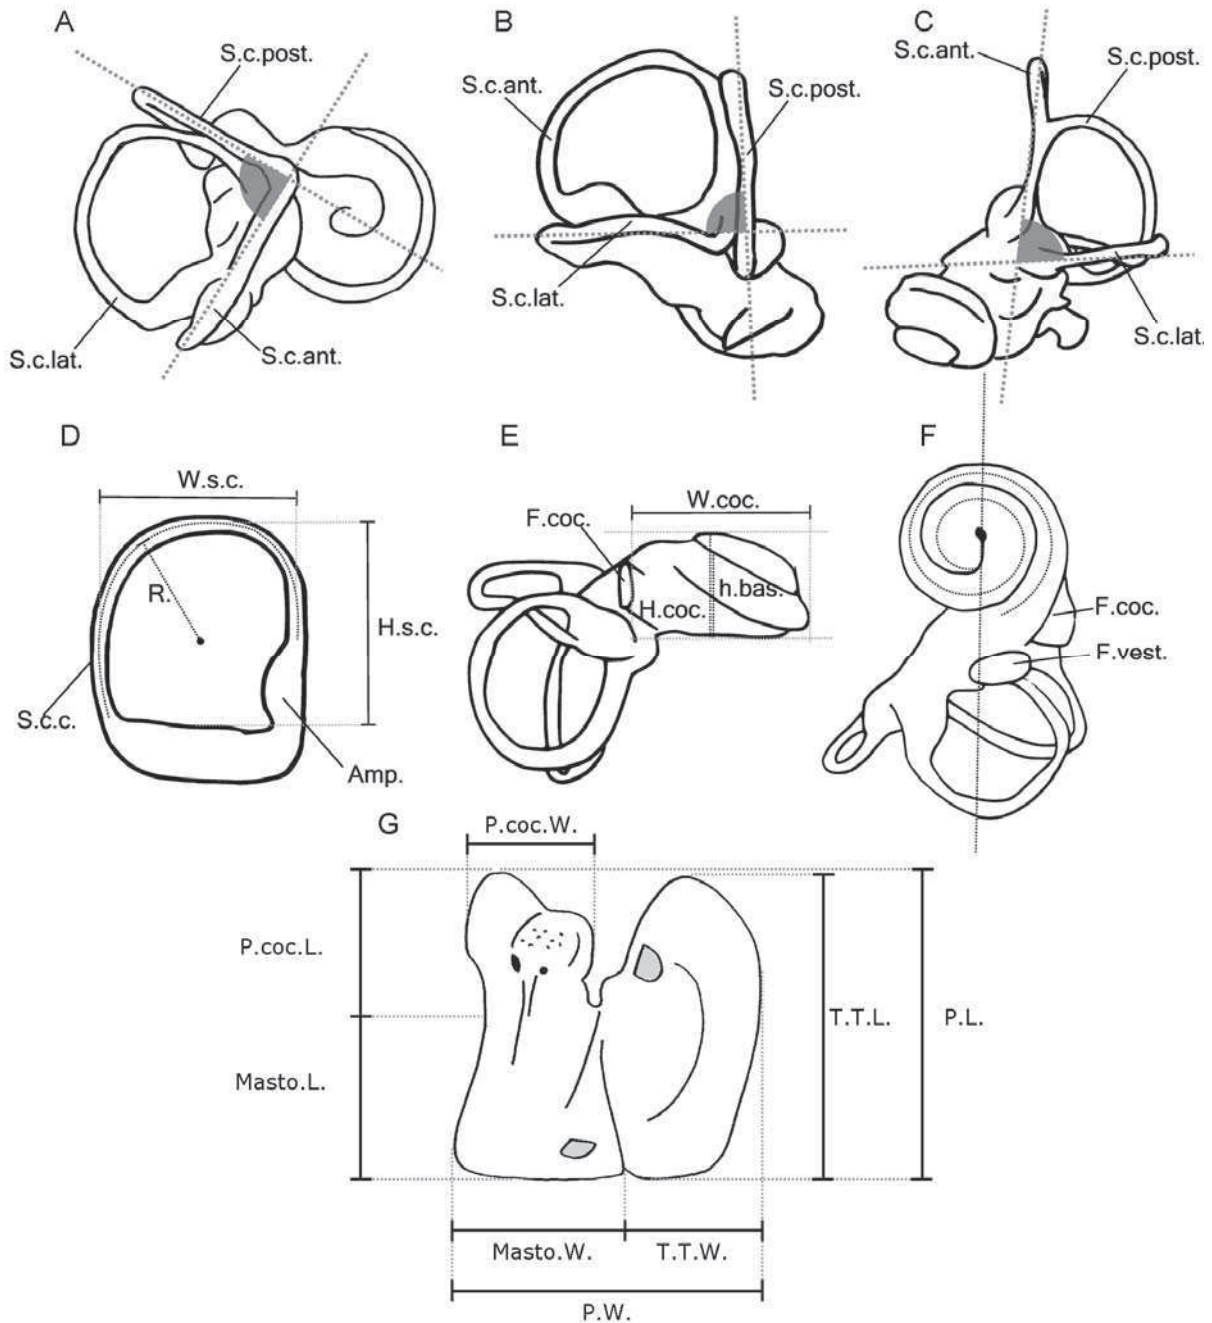 A
S.c.post.
S.c.lat.
S.c.ant.
B
S.c.ant.
S.c.post.
S.c.lat.
C
S.c.ant.
S.c.post.
S.c.lat.
D
W.s.c.
R.
H.s.c.
S.c.c.
Amp.
E
W.coc.
F.coc.
H.coc.
h.bas.
F
F.coc.
F.vest.
G
P.coc.W.
P.coc.L.
Masto.L.
T.T.L.
P.L.
Masto.W.
T.T.W.
P.W.